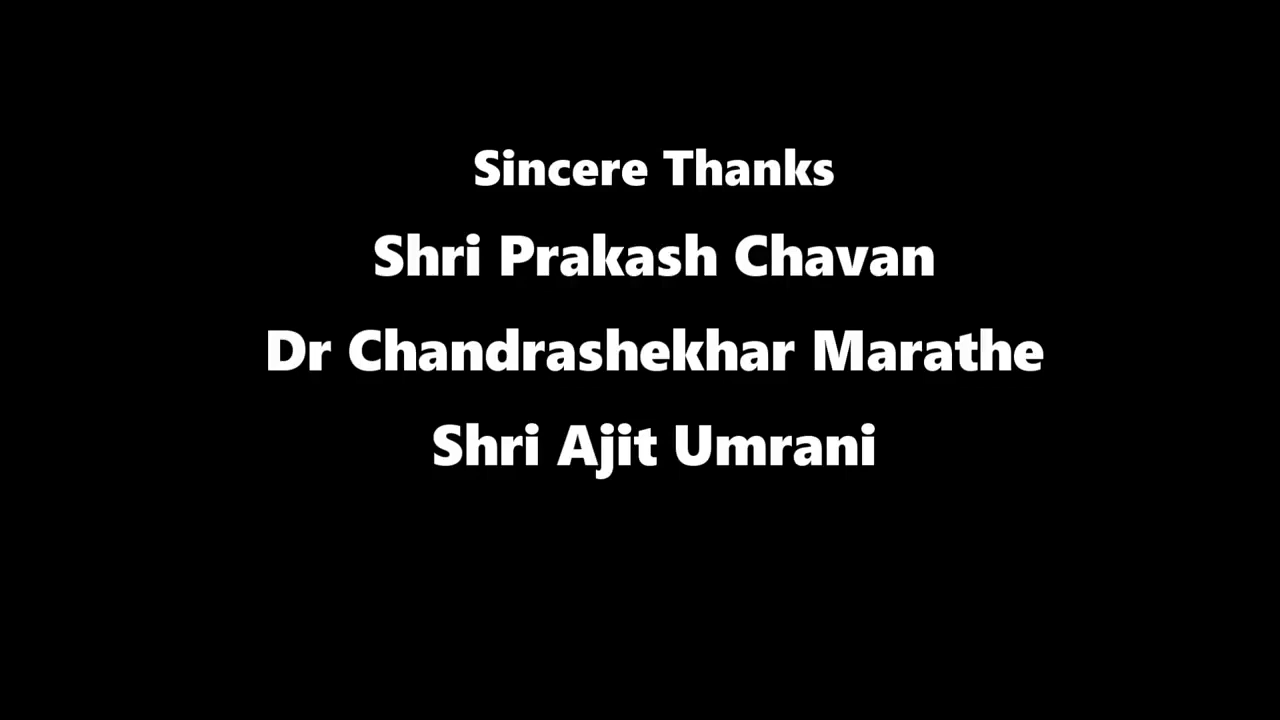 Sincere Thanks
Shri Prakash Chavan
Dr Chandrashekhar Marathe
Shri Ajit Umrani